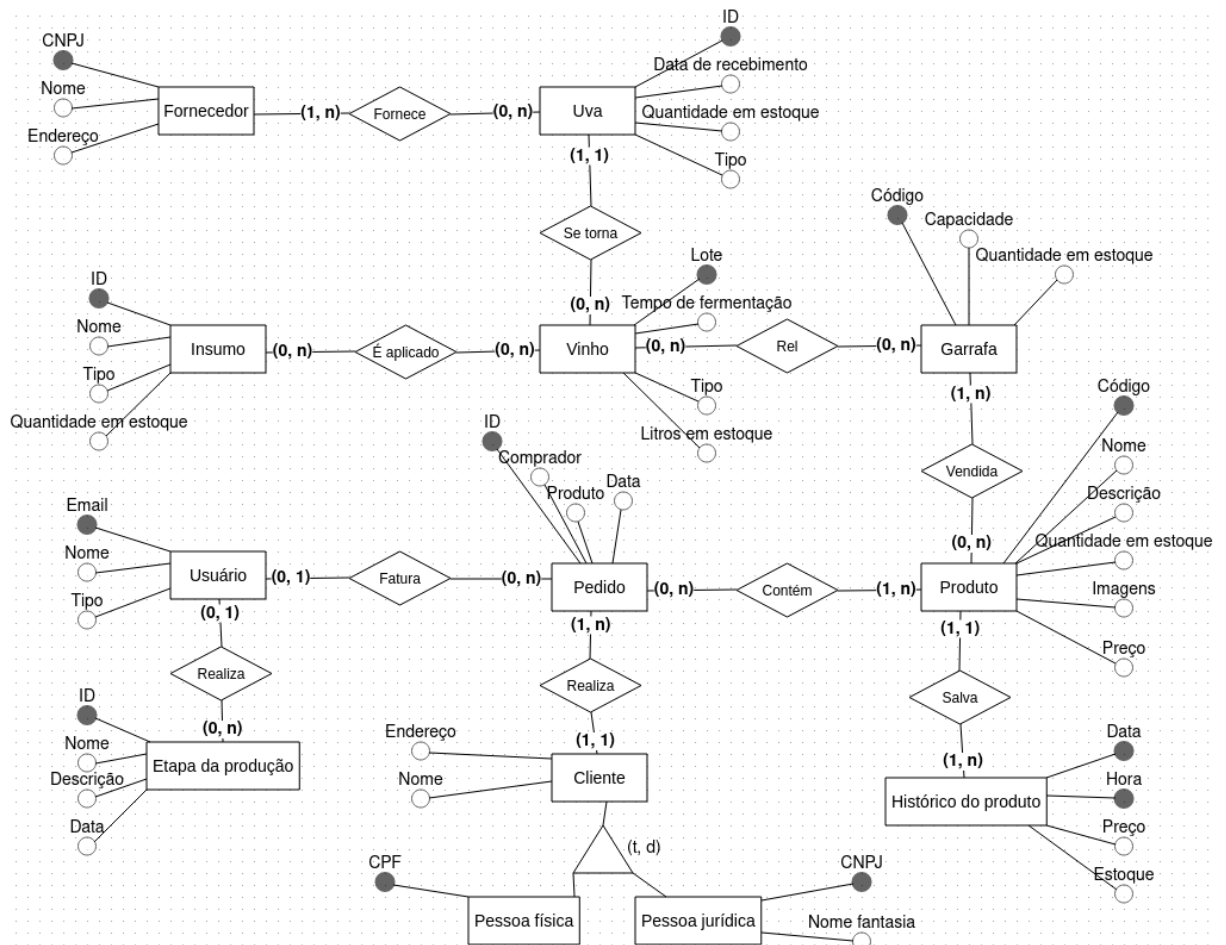 CNPJ
Nome
Endereço
Fornecedor
(1, n)
Fornece
(0, n)
Uva
ID
Data de recebimento
Quantidade em estoque
Tipo
(1, 1)
Se torna
(0, n)
Código
Capacidade
Quantidade em estoque
ID
Nome
Tipo
Quantidade em estoque
Insumo
(0, n)
É aplicado
(0, n)
Vinho
Lote
Tempo de fermentação
Tipo
Litros em estoque
(0, n)
Rel
(0, n)
Garrafa
(1, n)
Vendida
(0, n)
Email
Nome
Tipo
Usuário
(0, 1)
Fatura
(0, n)
ID
Comprador
Produto
Data
Pedido
(0, n)
Contém
(1, n)
Produto
Código
Nome
Descrição
Quantidade em estoque
Imagens
Preço
(0, 1)
Realiza
(0, n)
ID
Nome
Descrição
Data
Etapa da produção
(1, n)
Realiza
(1, 1)
Endereço
Nome
Cliente
(t, d)
CPF
Pessoa física
CNPJ
Nome fantasia
Pessoa jurídica
(1, 1)
Salva
(1, n)
Histórico do produto
Data
Hora
Preço
Estoque